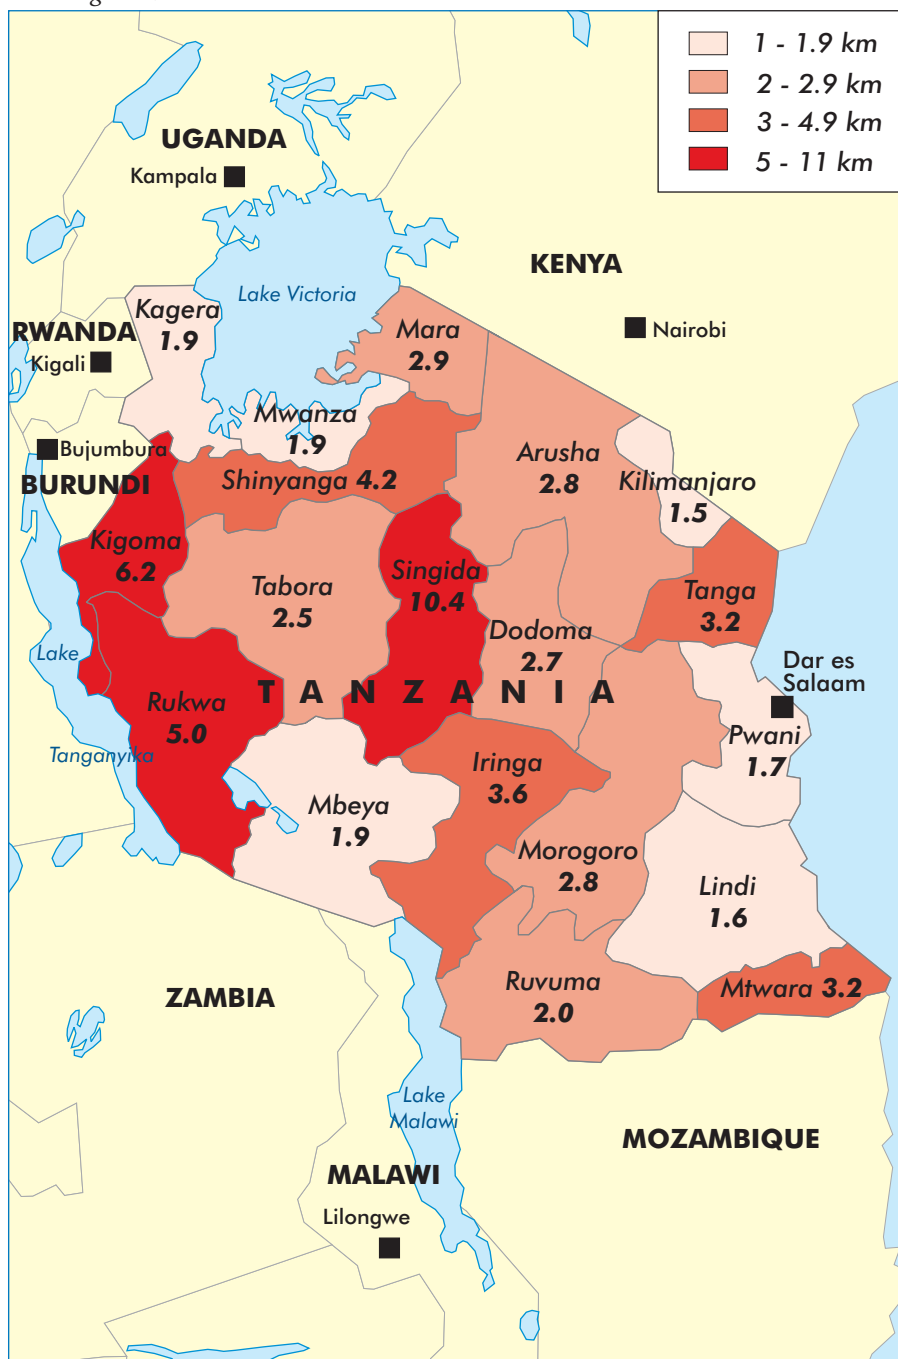 1 - 1.9 km
2 - 2.9 km
3 - 4.9 km
5 - 11 km
UGANDA
Kampala
KENYA
Lake Victoria
Kagera
1.9
Mara
2.9
Nairobi
RWANDA
Kigali
Mwanza
1.9
Bujumbura
BURUNDI
Shinyanga 4.2
Arusha
2.8
Kilimanjaro
1.5
Kigoma
6.2
Tabora
2.5
Singida
10.4
Tanga
3.2
Dodoma
2.7
Lake
Tanganyika
Dar es
Salaam
TANZANIA
Rukwa
5.0
Pwani
1.7
Iringa
3.6
Mbeya
1.9
Morogoro
2.8
Lindi
1.6
ZAMBIA
Ruvuma
2.0
Mtwara 3.2
Lake
Malawi
MOZAMBIQUE
MALAWI
Lilongwe